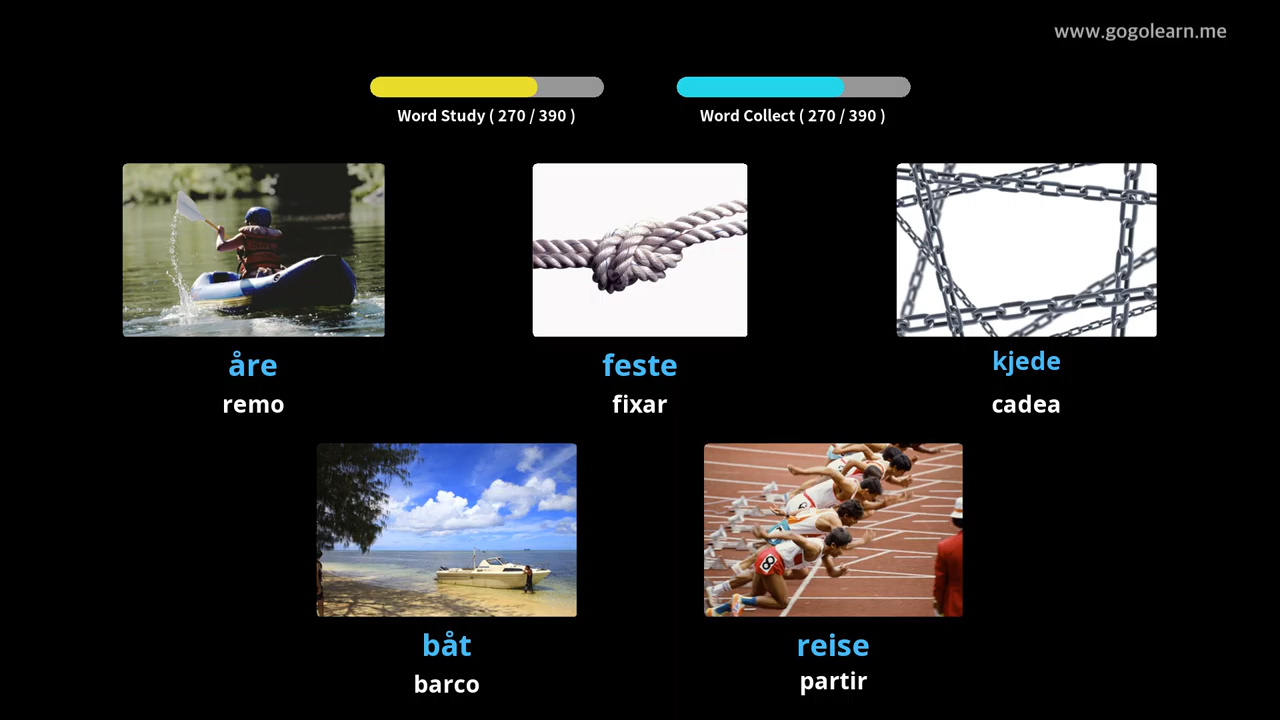 www.gogolearn.me
Word Study ( 270 / 390 )
Word Collect ( 270 / 390 )
åre
remo
feste
fixar
kjede
cadea
båt
barco
reise
partir